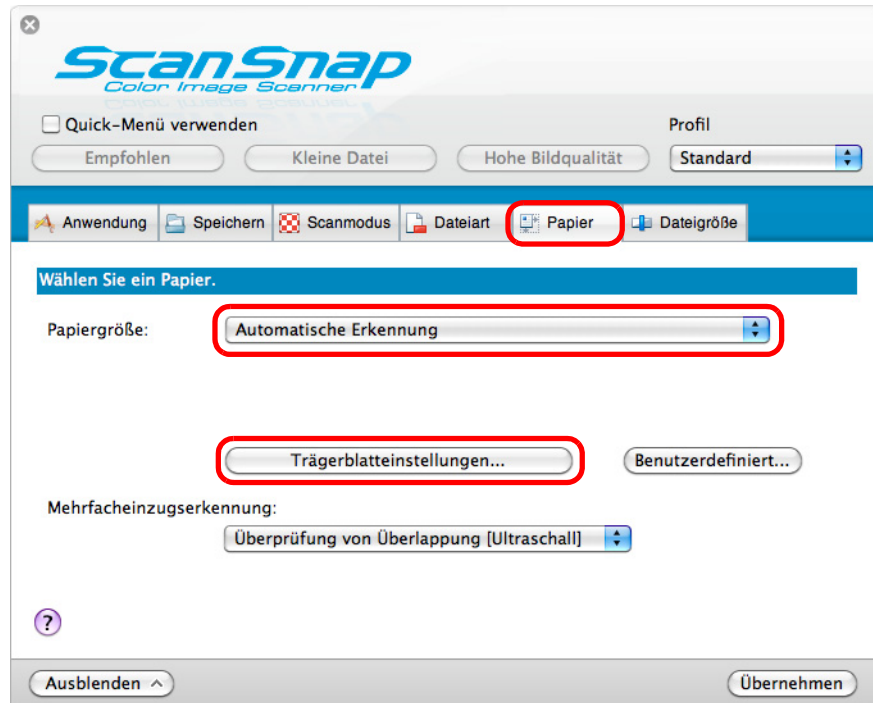 ScanSnap
Color Image Scanner
Quick-Menü verwenden
Profil
Empfohlen
Kleine Datei
Hohe Bildqualität
Standard
Anwendung
Speichern
Scanmodus
Dateiart
Papier
Dateigröße
Wählen Sie ein Papier.
Papiergröße:
Automatische Erkennung
Trägerblatteinstellungen...
Benutzerdefiniert...
Mehrfacheinzugserkennung:
Überprüfung von Überlappung [Ultraschall]
?
Ausblenden
Übernehmen